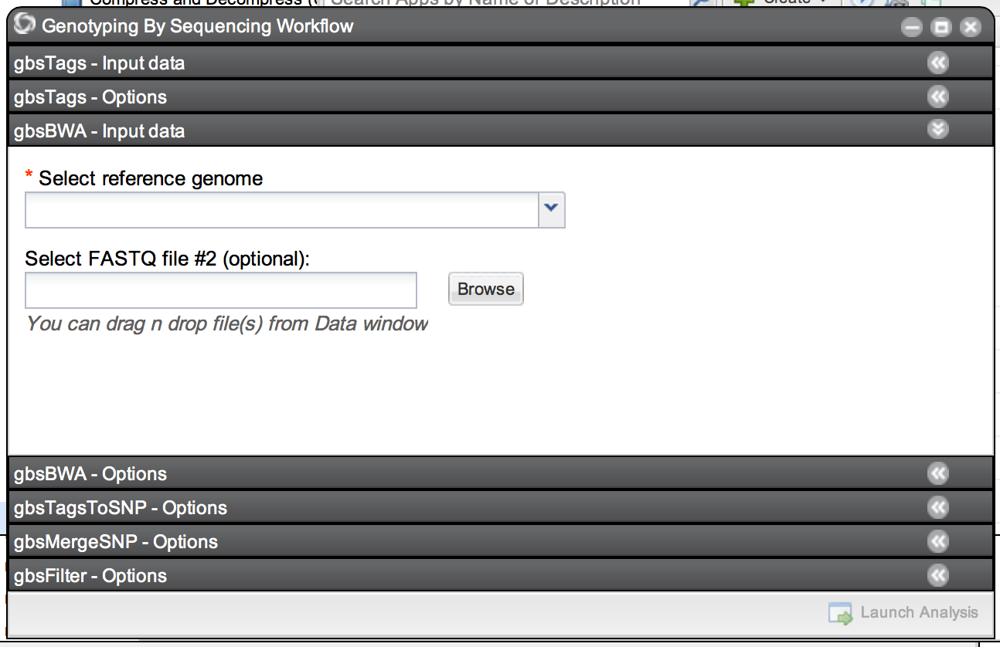 Compress and Decompress (
Search Apps by Name or Description
Create
Genotyping By Sequencing Workflow
gbsTags - Input data
gbsTags - Options
gbsBWA - Input data
* Select reference genome
Select FASTQ file #2 (optional):
Browse
You can drag n drop file(s) from Data window
gbsBWA - Options
gbsTagsToSNP - Options
gbsMergeSNP - Options
gbsFilter - Options
Launch Analysis